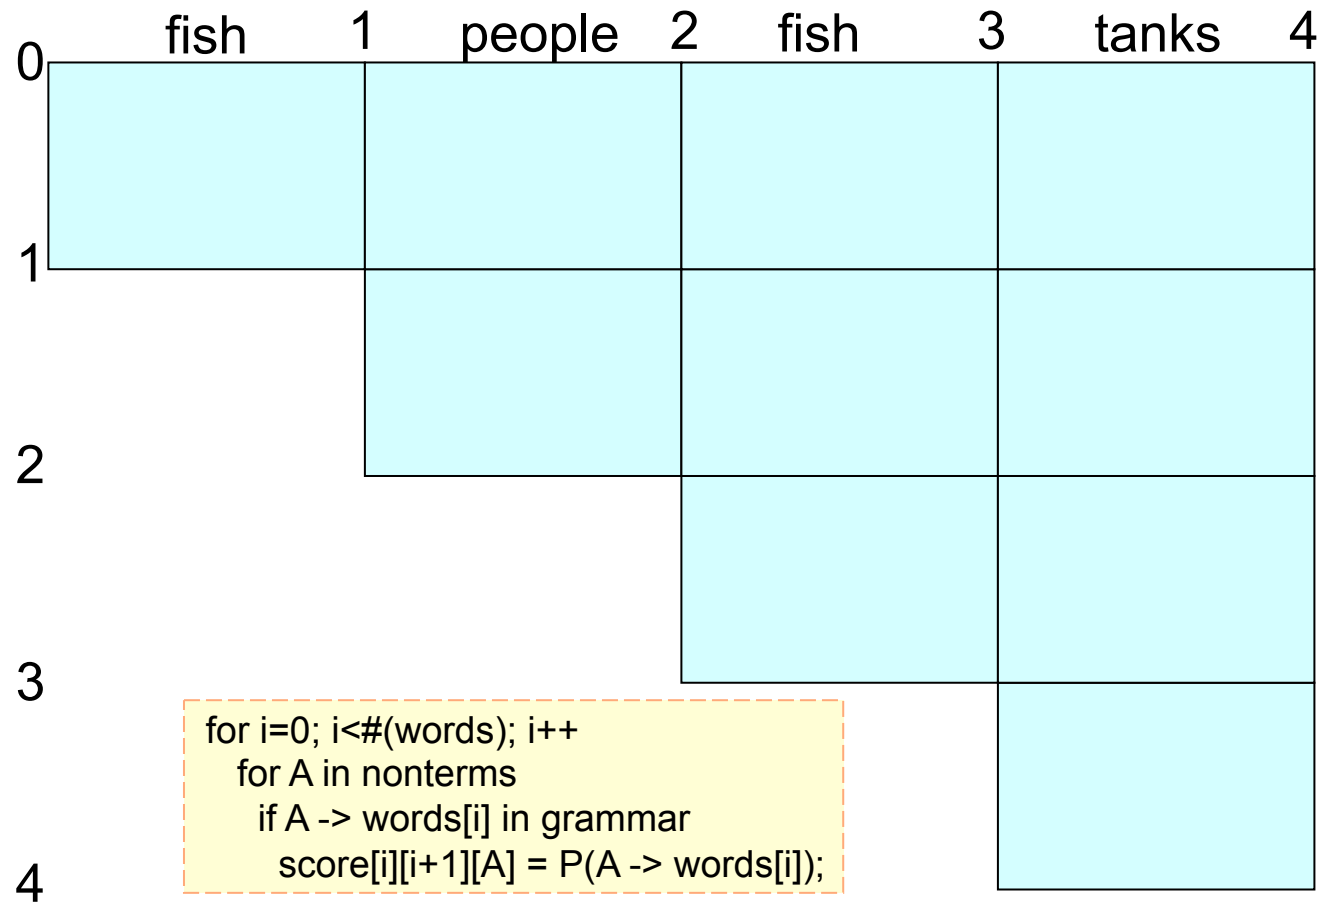 fish 1 people 2 fish 3 tanks 4
0
1
2
3
for i=0; i<#(words); i++
for A in nonterms
if A -> words[i] in grammar
score[i][i+1][A] = P(A -> words[i]);
4